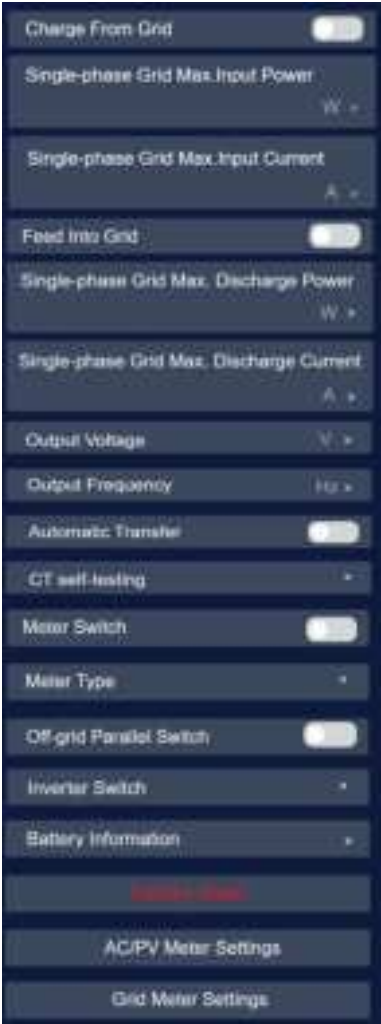 Charge From Grid
Single-phase Grid Max.Input Power
W
Single-phase Grid Max.Input Current
A
Feed Into Grid
Single-phase Grid Max. Discharge Power
W
Single-phase Grid Max. Discharge Current
A
Output Voltage V
Output Frequency Hz
Automatic Transfer
CT self-testing
Meter Switch
Meter Type
Off-grid Parallel Switch
Inverter Switch
Battery Information
AC/PV Meter Settings
Grid Meter Settings